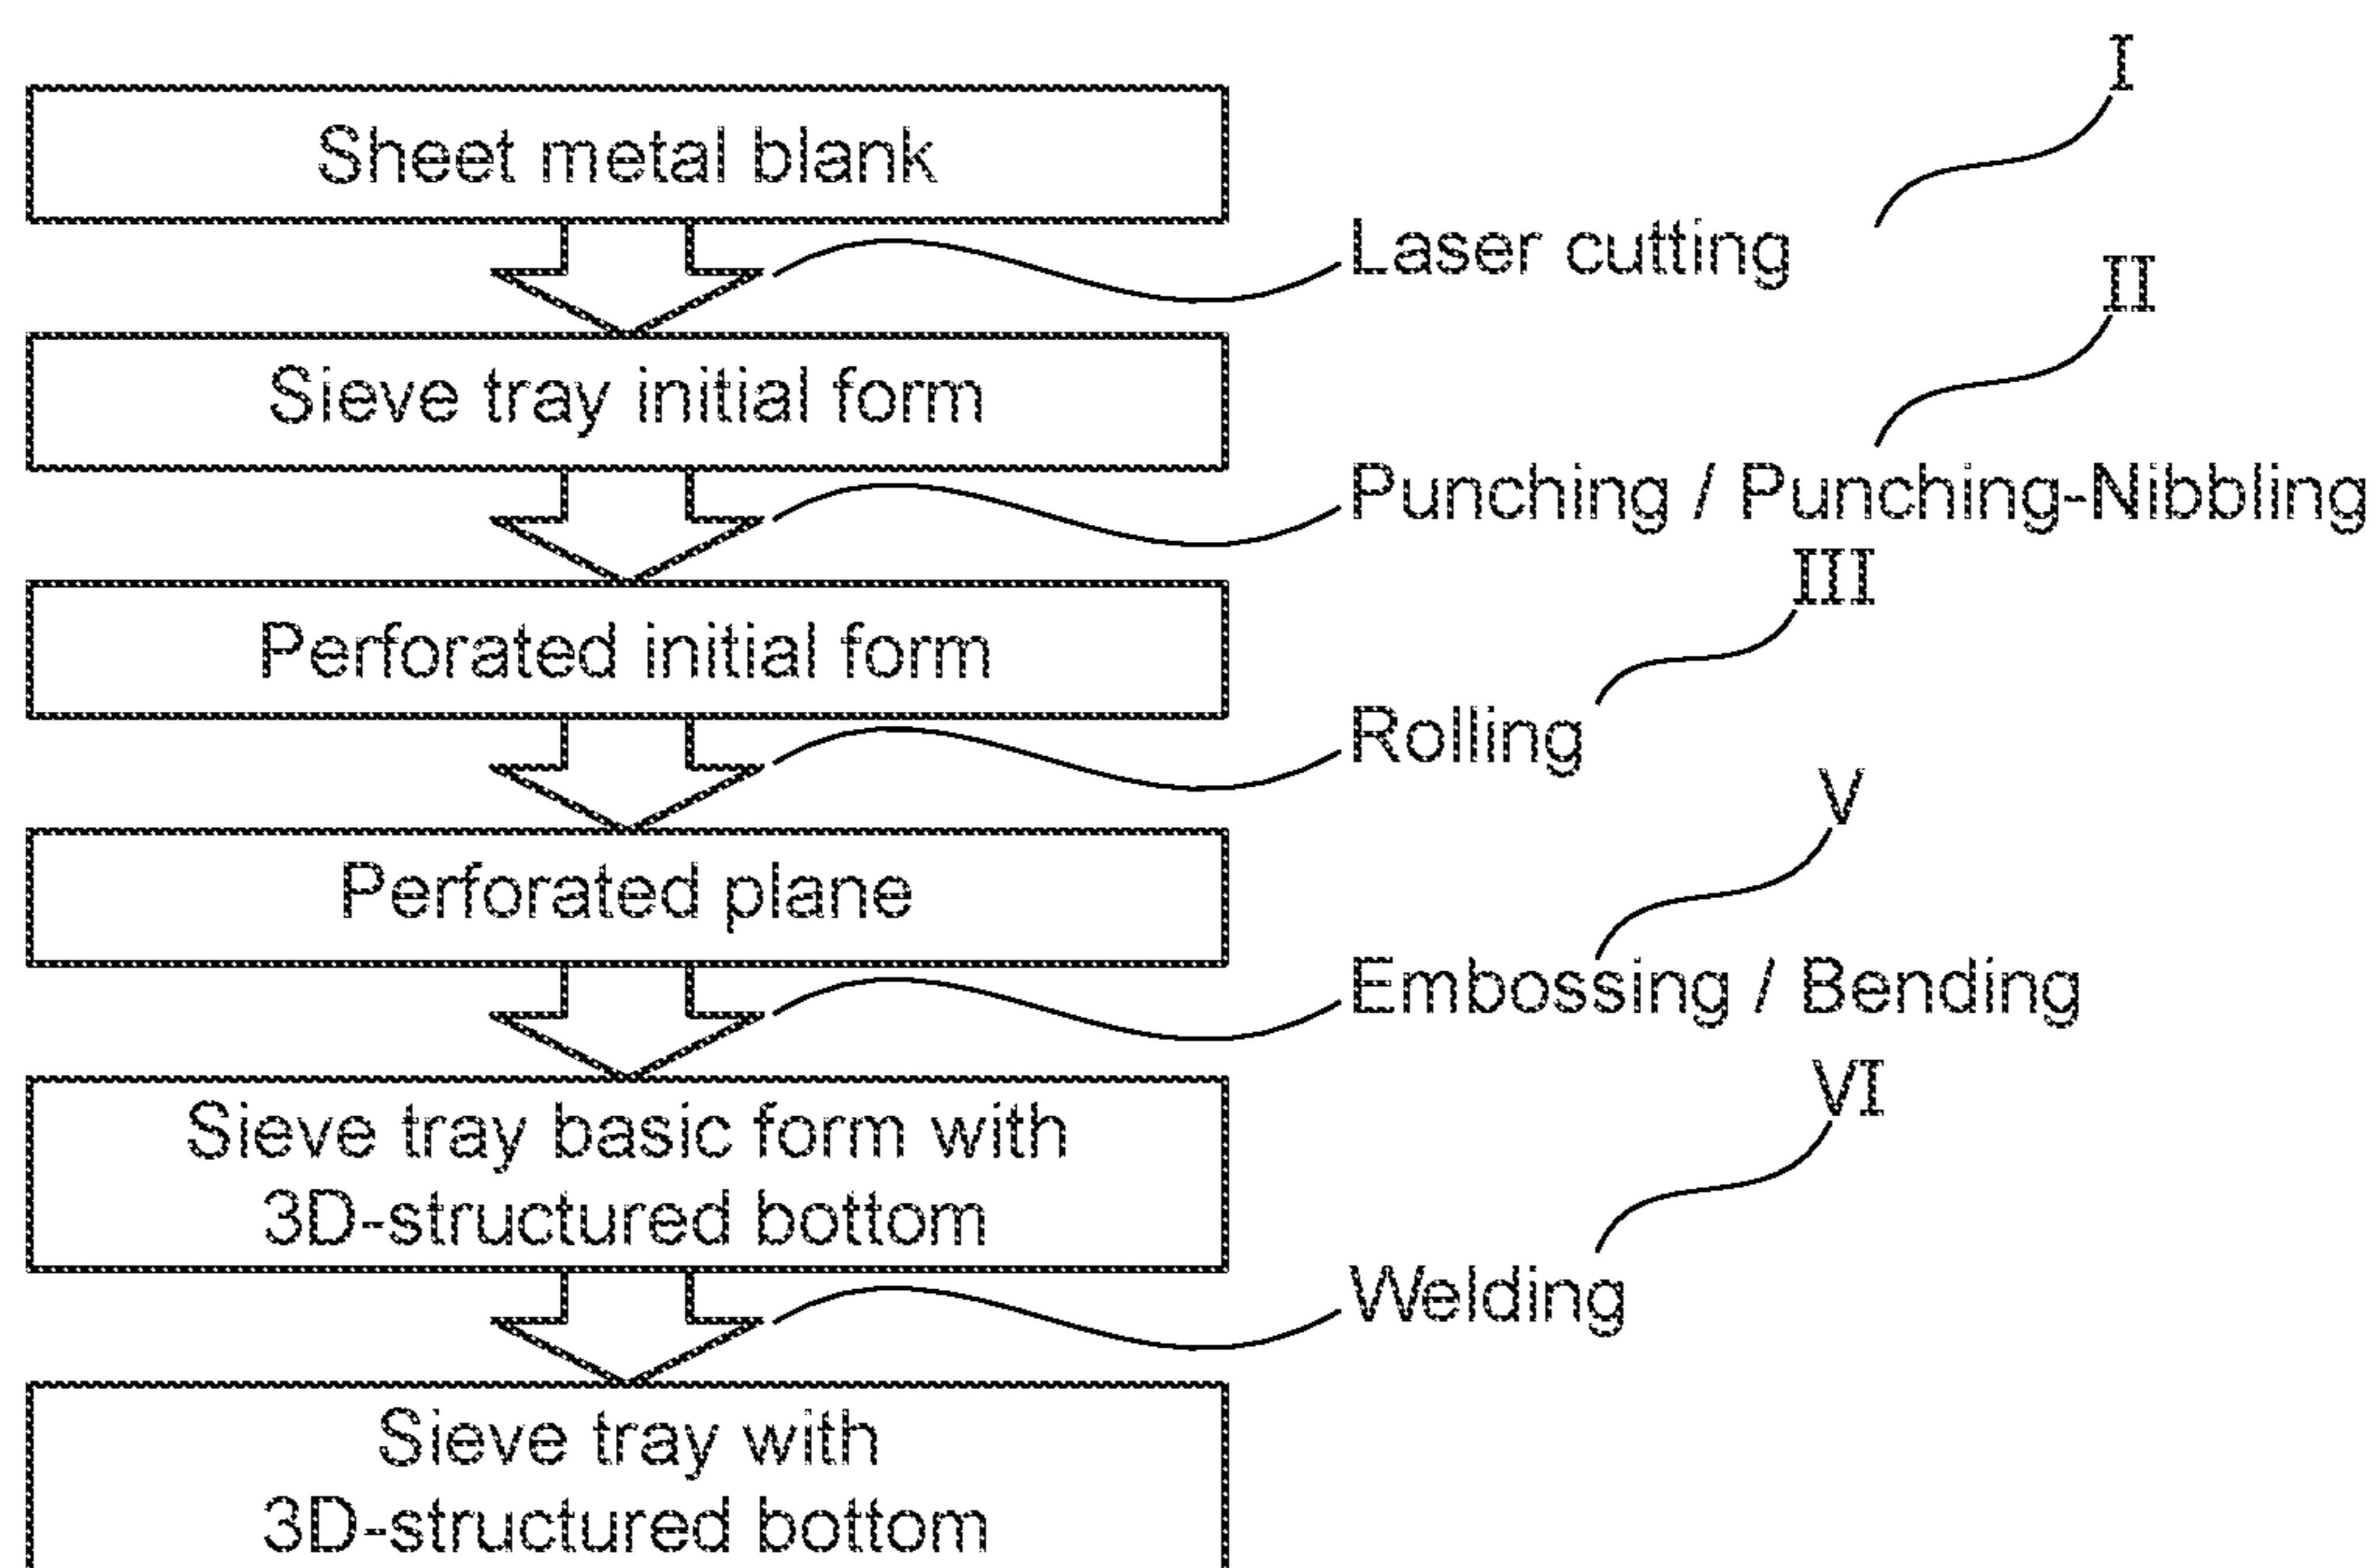 I
Sheet metal blank
Laser cutting
II
Sieve tray initial form
Punching / Punching-Nibbling
III
Perforated initial form
Rolling
V
Perforated plane
Embossing / Bending
VI
Sieve tray basic form with
3D-structured bottom
Welding
Sieve tray with
3D-structured bottom